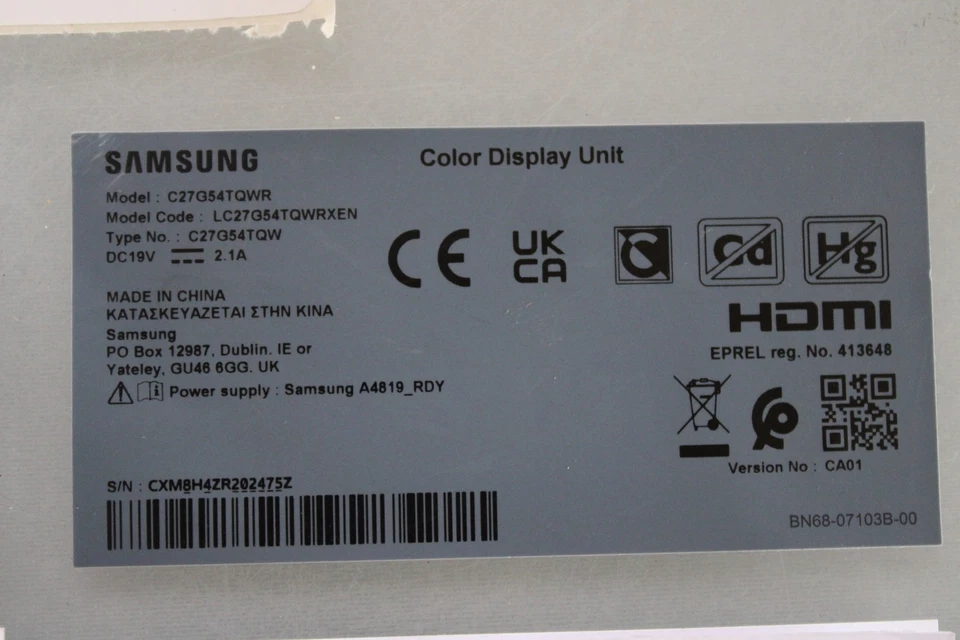 SAMSUNG
Color Display Unit
Model : C27G54TQWR
Model Code : LC27G54TQWRXEN
Type No. : C27G54TQW
DC19V 2.1A
CE
UK
CA
Cd
Hg
MADE IN CHINA
ΚΑΤΑΣΚΕΥΑΖΕΤΑΙ ΣΤΗΝ ΚΙΝΑ
HDMI
Samsung
PO Box 12987, Dublin. IE or
Yateley, GU46 6GG. UK
EPREL reg. No. 413648
Power supply : Samsung A4819_RDY
Version No : CA01
S/N : CXM8H4ZR202475Z
BN68-07103B-00